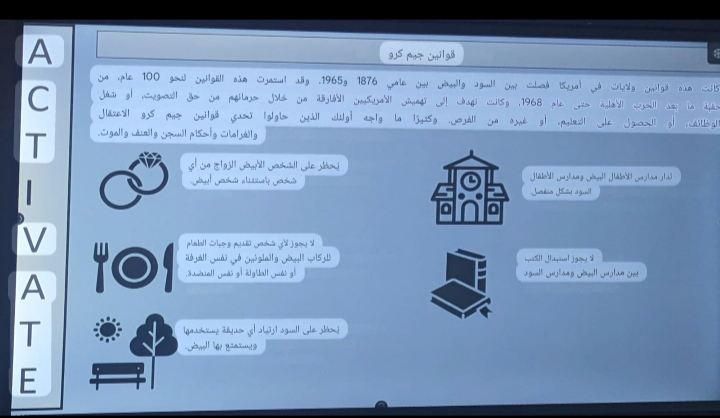 ACTIVATE
قوانين جيم كرو
كانت هذه قوانين ولايات في أمريكا فصلت بين السود والبيض بين عامي 1876 و1965. وقد استمرت هذه القوانين لنحو 100 عام، من
حقبة ما بعد الحرب الأهلية حتى عام 1968، وكانت تهدف إلى تهميش الأمريكيين الأفارقة من خلال حرمانهم من حق التصويت، أو شغل
الوظائف، أو الحصول على التعليم، أو غيره من الفرص. وكثيرًا ما واجه أولئك الذين حاولوا تحدي قوانين جيم كرو الاعتقال
والغرامات وأحكام السجن والعنف والموت.
تدار مدارس الأطفال البيض ومدارس الأطفال
السود بشكل منفصل
يُحظر على الشخص الأبيض الزواج من أي
شخص باستثناء شخص أبيض.
لا يجوز استبدال الكتب
بين مدارس البيض ومدارس السود
لا يجوز لأي شخص تقديم وجبات الطعام
للركاب البيض والملونين في نفس الغرفة
أو نفس الطاولة أو نفس المنضدة.
يُحظر على السود ارتياد أي حديقة يستخدمها
ويستمتع بها البيض.